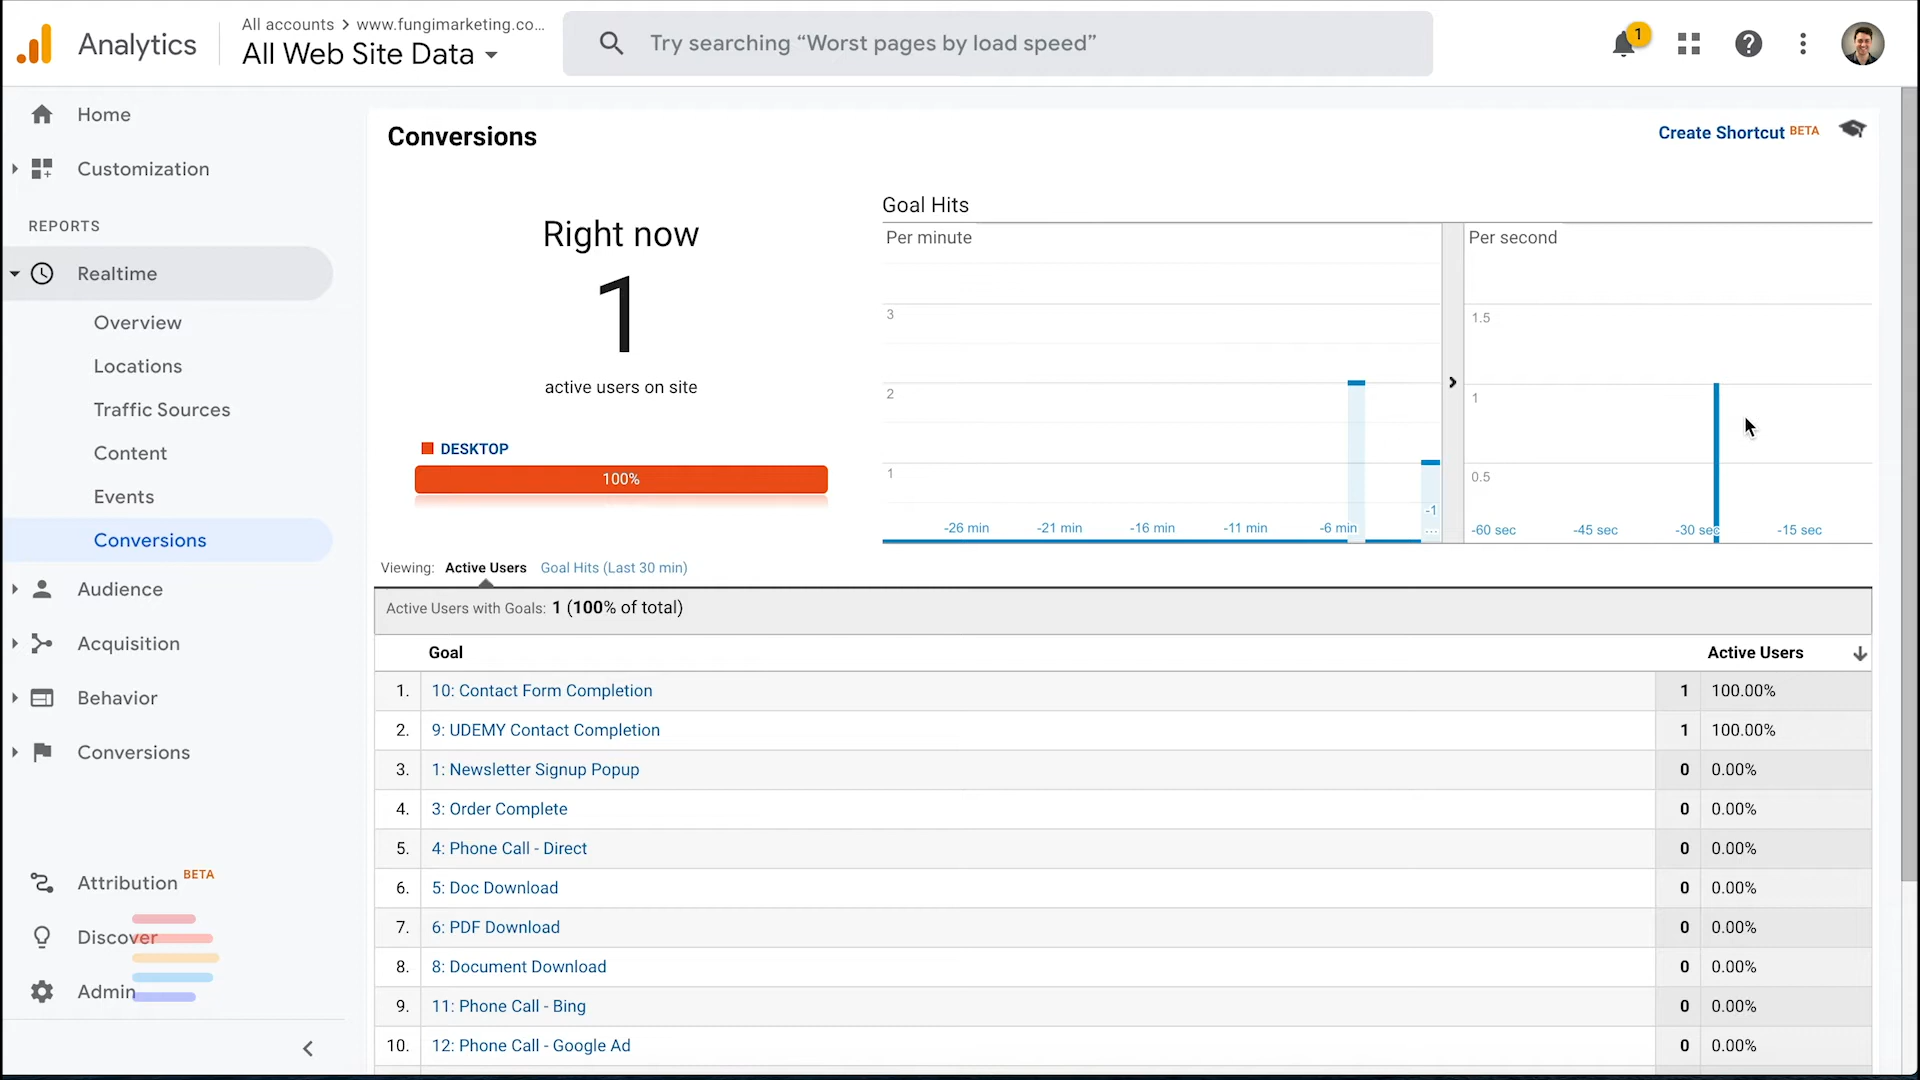 Analytics
All accounts > www.fungimarketing.co...
All Web Site Data
Try searching “Worst pages by load speed”
1
Home
Customization
REPORTS
Realtime
Overview
Locations
Traffic Sources
Content
Events
Conversions
Audience
Acquisition
Behavior
Conversions
Attribution BETA
Discover
Admin
Conversions
Create Shortcut BETA
Right now
1
active users on site
DESKTOP
100%
Goal Hits
Per minute
3
2
1
-26 min -21 min -16 min -11 min -6 min -1
...
Per second
1.5
1
0.5
-60 sec -45 sec -30 sec -15 sec
Viewing: Active Users Goal Hits (Last 30 min)
Active Users with Goals: 1 (100% of total)
Goal Active Users
1. 10: Contact Form Completion 1 100.00%
2. 9: UDEMY Contact Completion 1 100.00%
3. 1: Newsletter Signup Popup 0 0.00%
4. 3: Order Complete 0 0.00%
5. 4: Phone Call - Direct 0 0.00%
6. 5: Doc Download 0 0.00%
7. 6: PDF Download 0 0.00%
8. 8: Document Download 0 0.00%
9. 11: Phone Call - Bing 0 0.00%
10. 12: Phone Call - Google Ad 0 0.00%